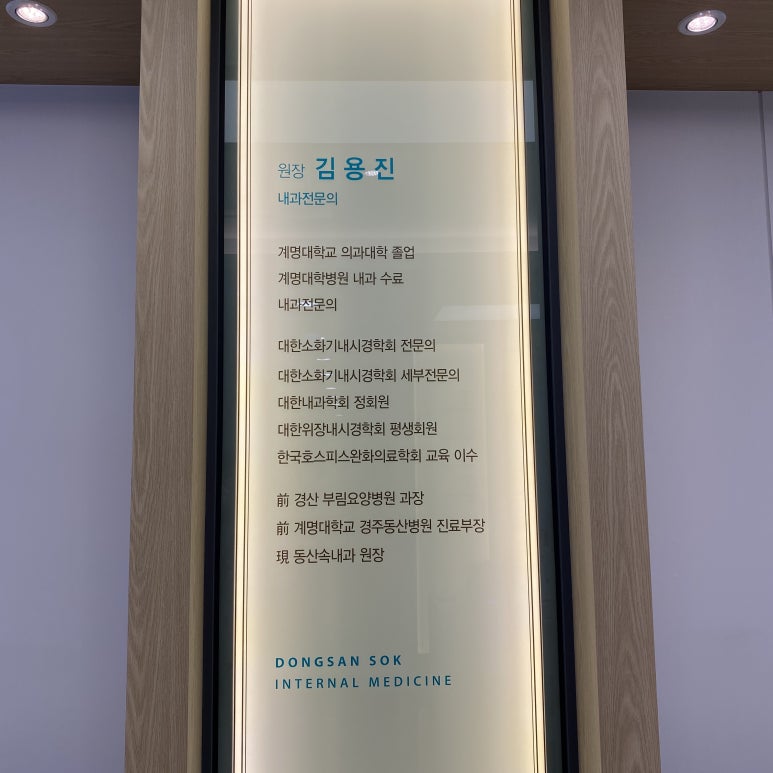 원장 김용진
내과전문의
계명대학교 의과대학 졸업
계명대학병원 내과 수료
내과전문의
대한소화기내시경학회 전문의
대한소화기내시경학회 세부전문의
대한내과학회 정회원
대한위장내시경학회 평생회원
한국호스피스완화의료학회 교육 이수
前 경산 부림요양병원 과장
前 계명대학교 경주동산병원 진료부장
現 동산속내과 원장
DONGSAN SOK
INTERNAL MEDICINE